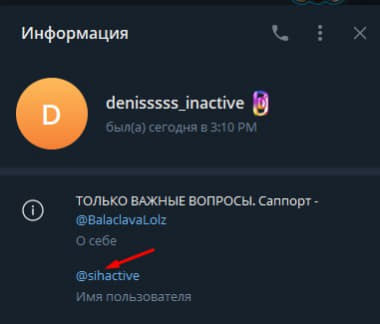 Информация
D
denisssss_inactive
был(а) сегодня в 3:10 PM
ТОЛЬКО ВАЖНЫЕ ВОПРОСЫ. Саппорт -
@BalaclavaLolz
О себе
@sihactive
Имя пользователя